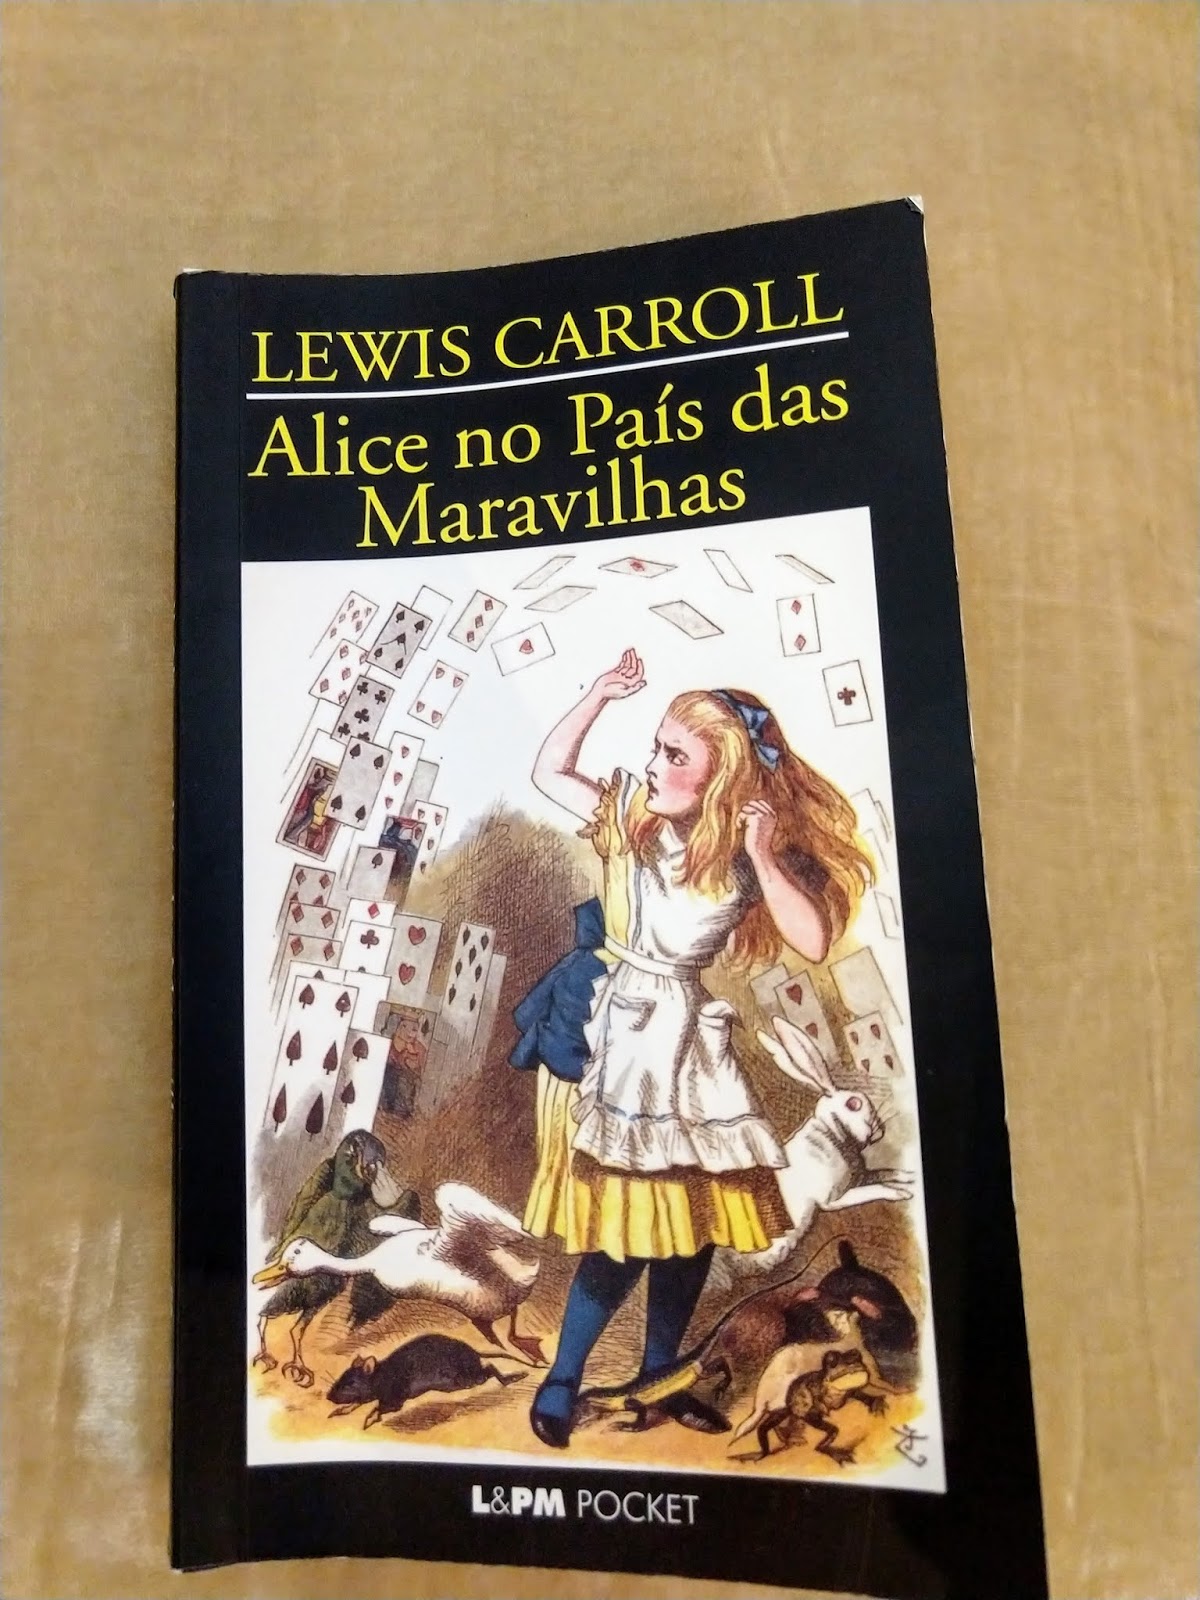 LEWIS CARROLL
Alice no País das
Maravilhas
L&PM POCKET